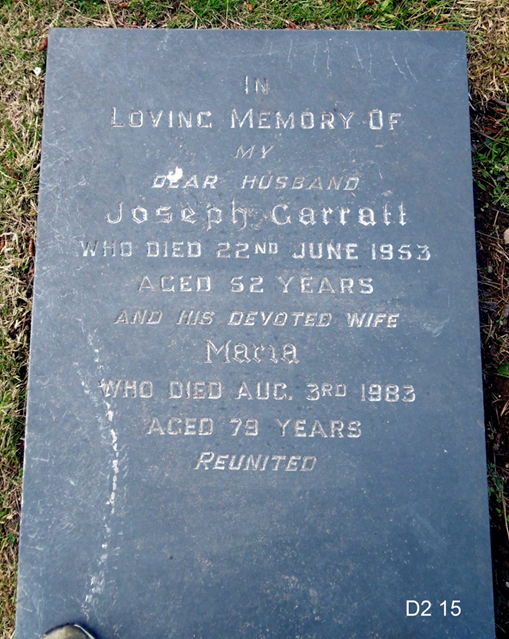 IN
LOVING MEMORY OF
MY
DEAR HUSBAND
Joseph Garratt
WHO DIED 22ND JUNE 1953
AGED 52 YEARS
AND HIS DEVOTED WIFE
Maria
WHO DIED AUG. 3RD 1983
AGED 79 YEARS
REUNITED
D2 15